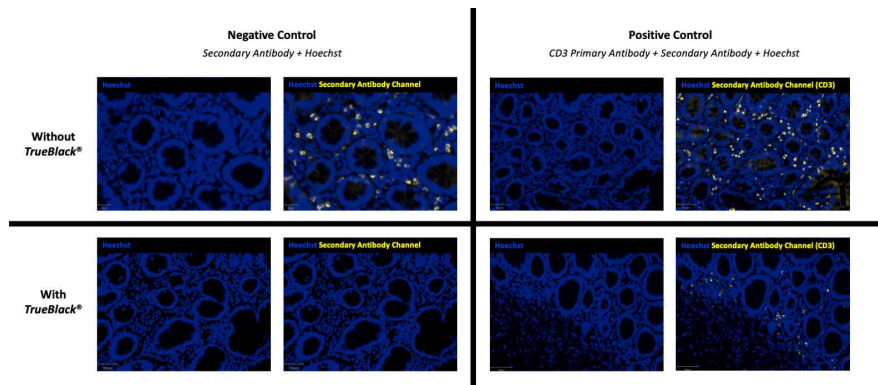 Negative Control
Secondary Antibody + Hoechst
Positive Control
CD3 Primary Antibody + Secondary Antibody + Hoechst
Without
TrueBlack®
Hoechst
Hoechst Secondary Antibody Channel
Hoechst
Hoechst Secondary Antibody Channel (CD3)
With
TrueBlack®
Hoechst
Hoechst Secondary Antibody Channel
Hoechst
Hoechst Secondary Antibody Channel (CD3)